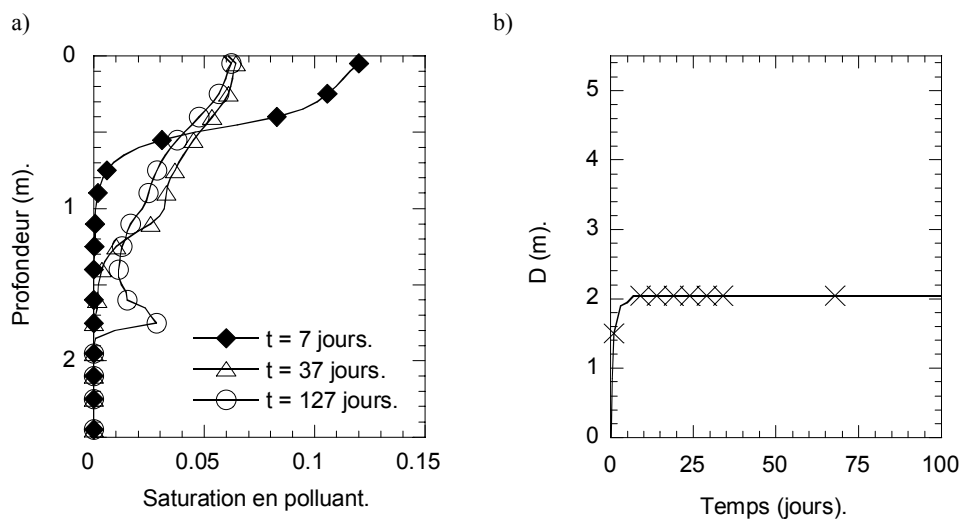 a)
0
1
2
Profondeur (m).
t = 7 jours.
t = 37 jours.
t = 127 jours.
0 0.05 0.10 0.15
Saturation en polluant.
b)
5
4
3
2
1
0
D (m).
0 25 50 75 100
Temps (jours).